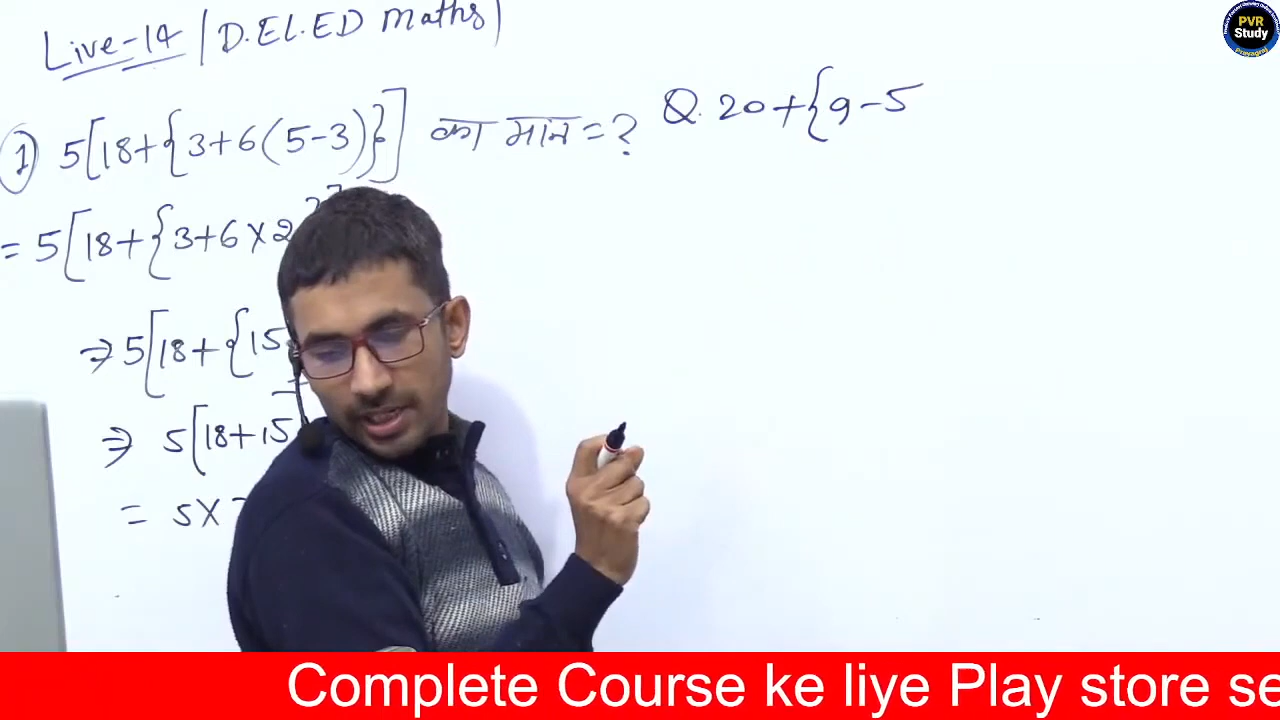 Live-14 / D.El.ED Maths
1) 5[18+{3+6(5-3)}] का मान=?
=5[18+{3+6×2
⇒5[18+{15
⇒ 5[18+15
= 5×
Q. 20+{9-5
PVR
Study
Prayagraj
Complete Course ke liye Play store se